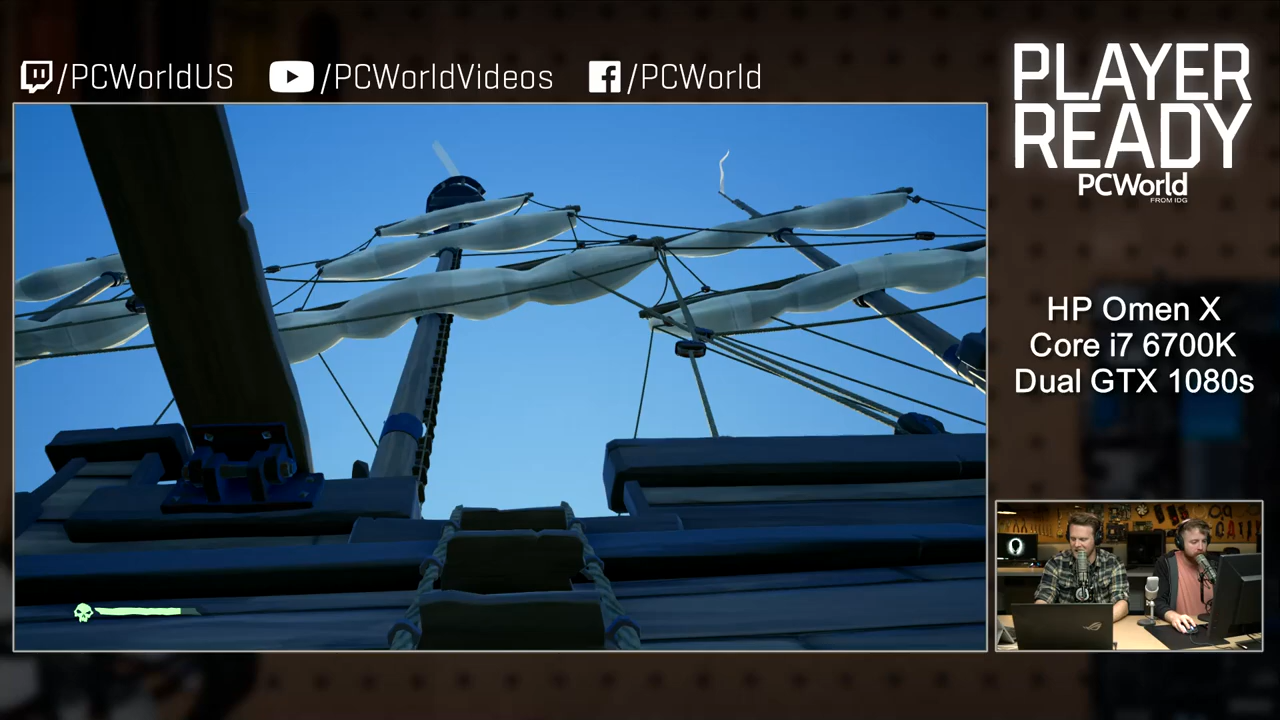 /PCWorldUS /PCWorldVideos /PCWorld
PLAYER
READY
PCWorld
FROM IDG
HP Omen X
Core i7 6700K
Dual GTX 1080s